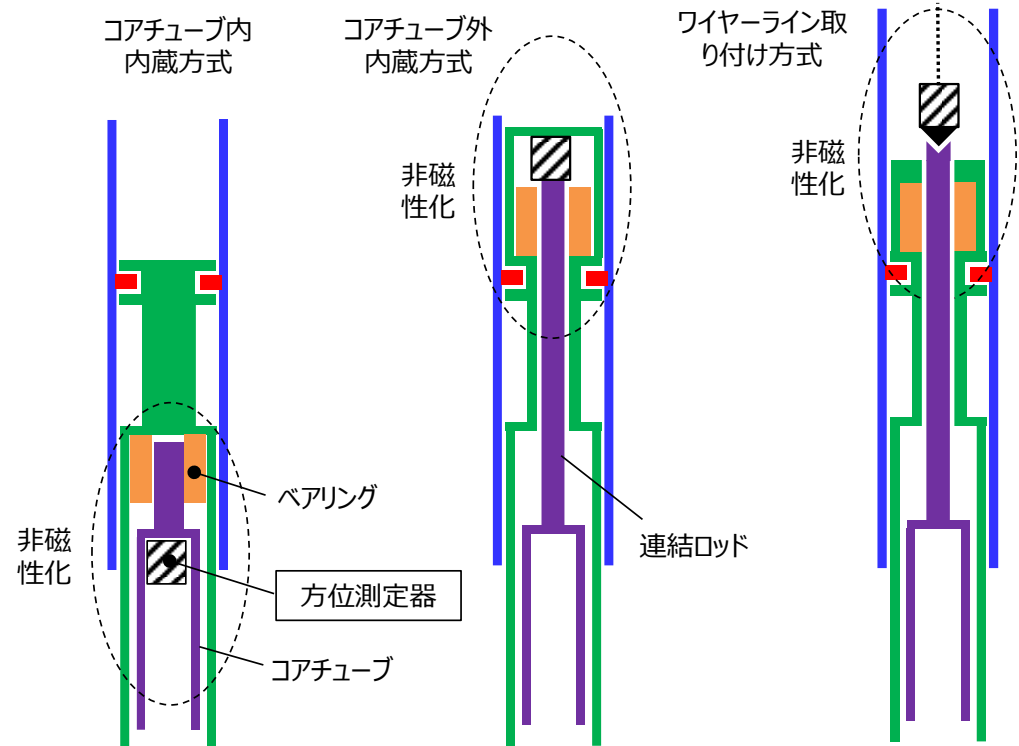 コアチューブ内
内蔵方式
コアチューブ外
内蔵方式
ワイヤーライン取
り付け方式
非磁
性化
非磁
性化
非磁
性化
ベアリング
連結ロッド
方位測定器
コアチューブ